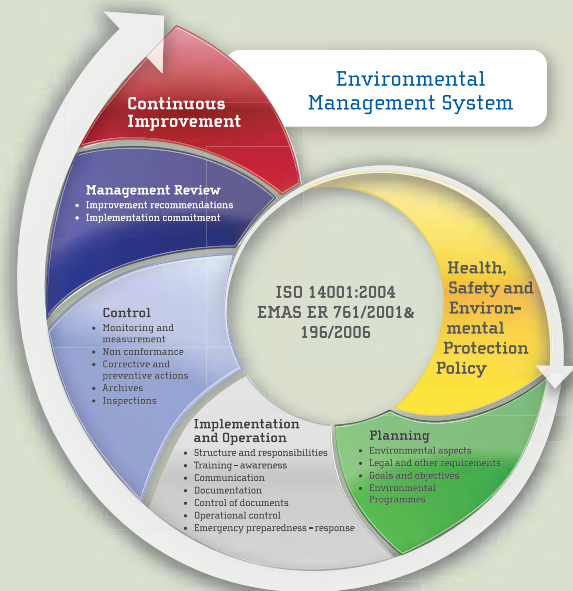 Environmental
Management System
Continuous
Improvement
Management Review
• Improvement recommendations
• Implementation commitment
Control
• Monitoring and
measurement
• Non conformance
• Corrective and
preventive actions
• Archives
• Inspections
ISO 14001:2004
EMAS ER 761/2001&
196/2006
Health,
Safety and
Environ-
mental
Protection
Policy
Implementation
and Operation
• Structure and responsibilities
• Training - awareness
• Communication
• Documentation
• Control of documents
• Operational control
• Emergency preparedness - response
Planning
• Environmental aspects
• Legal and other requirements
• Goals and objectives
• Environmental
Programmes